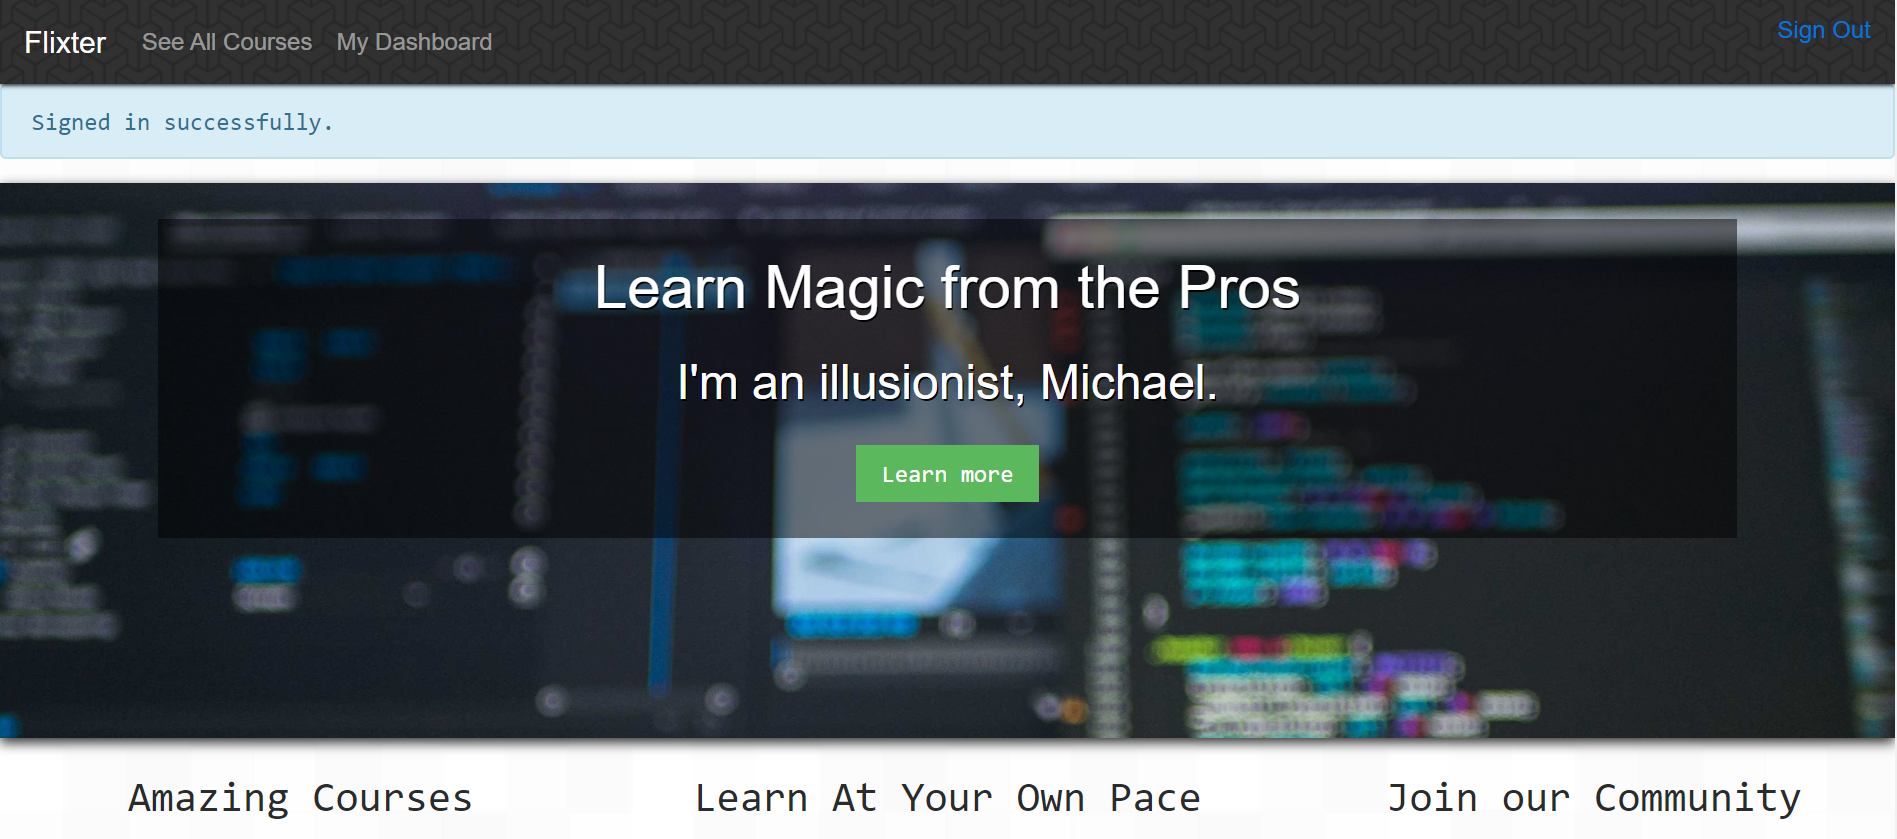 Flixter See All Courses My Dashboard Sign Out
Signed in successfully.
Learn Magic from the Pros
I'm an illusionist, Michael.
Learn more
Amazing Courses Learn At Your Own Pace Join our Community